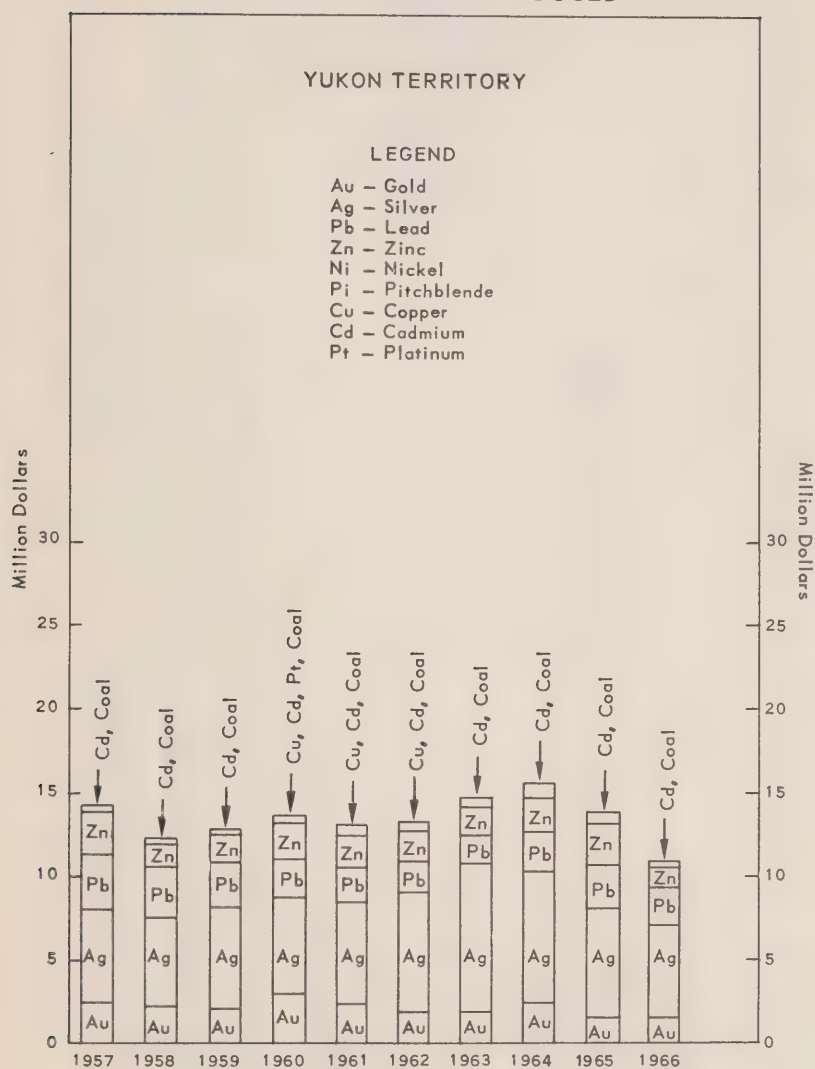 YUKON TERRITORY
LEGEND
Au – Gold
Ag – Silver
Pb – Lead
Zn – Zinc
Ni – Nickel
Pi – Pitchblende
Cu – Copper
Cd – Cadmium
Pt – Platinum
Million Dollars
30
25
20
15
10
5
0
Cd, Coal
Zn
Pb
Ag
Au
1957
Cd, Coal
Zn
Pb
Ag
Au
1958
Cd, Coal
Zn
Pb
Ag
Au
1959
Cu, Cd, Pt, Coal
Zn
Pb
Ag
Au
1960
Cu, Cd, Coal
Zn
Pb
Ag
Au
1961
Cu, Cd, Coal
Zn
Pb
Ag
Au
1962
Cd, Coal
Zn
Pb
Ag
Au
1963
Cd, Coal
Zn
Pb
Ag
Au
1964
Cd, Coal
Zn
Pb
Ag
Au
1965
Cd, Coal
Zn
Pb
Ag
Au
1966
30
25
20
15
10
5
0
Million Dollars